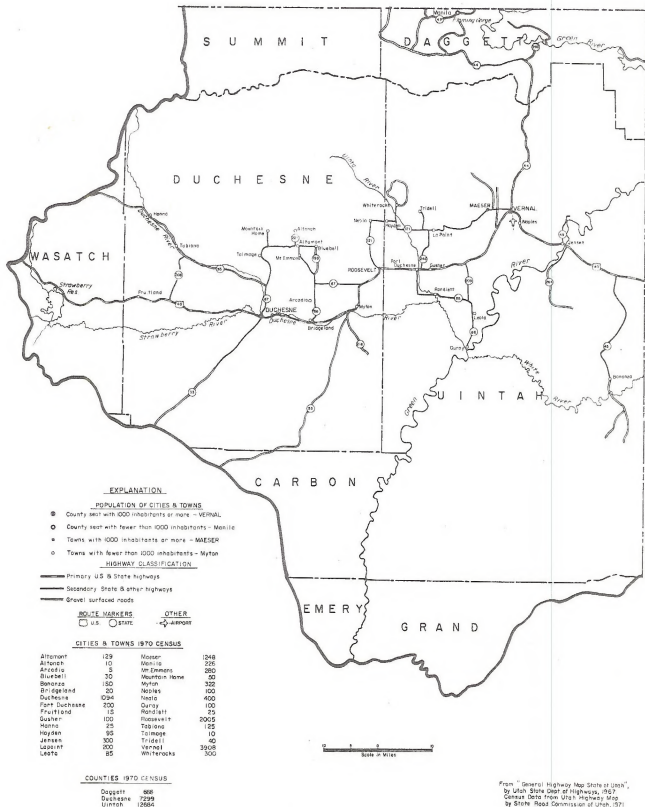 Manila
Flaming Gorge
SUMMIT
DAGGETT
Green River
DUCHESNE
Uinta River
Whiterocks
Tridell
MAESER
VERNAL
Naples
Hanna
Duchesne River
Tabiona
Mountain Home
Altonah
Altamont
Bluebell
Mt Emmons
Talmage
Neola
Hayden
La Point
Jensen
WASATCH
Strawberry Res.
Fruitland
ROOSEVELT
Fort Duchesne
Gusher
River
Arcadia
Myton
Randlett
Leota
DUCHESNE
Duchesne
River
Bridgeland
Strawberry
River
Ouray
Green
White
River
Bonanza
UINTAH
CARBON
EMERY
GRAND
EXPLANATION
POPULATION OF CITIES & TOWNS
County seat with 1000 inhabitants or more - VERNAL
County seat with fewer than 1000 inhabitants - Manila
Towns with 1000 inhabitants or more - MAESER
Towns with fewer than 1000 inhabitants - Myton
HIGHWAY CLASSIFICATION
Primary U.S. & State highways
Secondary State & other highways
Gravel surfaced roads
ROUTE MARKERS OTHER
U.S. STATE AIRPORT
CITIES & TOWNS 1970 CENSUS
Altamont 129 Maeser 1248
Altonah 10 Manila 226
Arcadia 5 Mt Emmons 280
Bluebell 30 Mountain Home 50
Bonanza 150 Myton 322
Bridgeland 20 Naples 100
Duchesne 1094 Neola 400
Fort Duchesne 200 Ouray 100
Fruitland 15 Randlett 25
Gusher 100 Roosevelt 2005
Hanna 25 Tabiona 125
Hayden 95 Talmage 10
Jensen 300 Tridell 40
Lapoint 200 Vernal 3908
Leota 85 Whiterocks 300
COUNTIES 1970 CENSUS
Daggett 666
Duchesne 7299
Uintah 12684
10 0 10
Scale in Miles
From "General Highway Map State of Utah",
by Utah State Dept of Highways, 1967
Census Data from Utah Highway Map
by State Road Commission of Utah, 1971